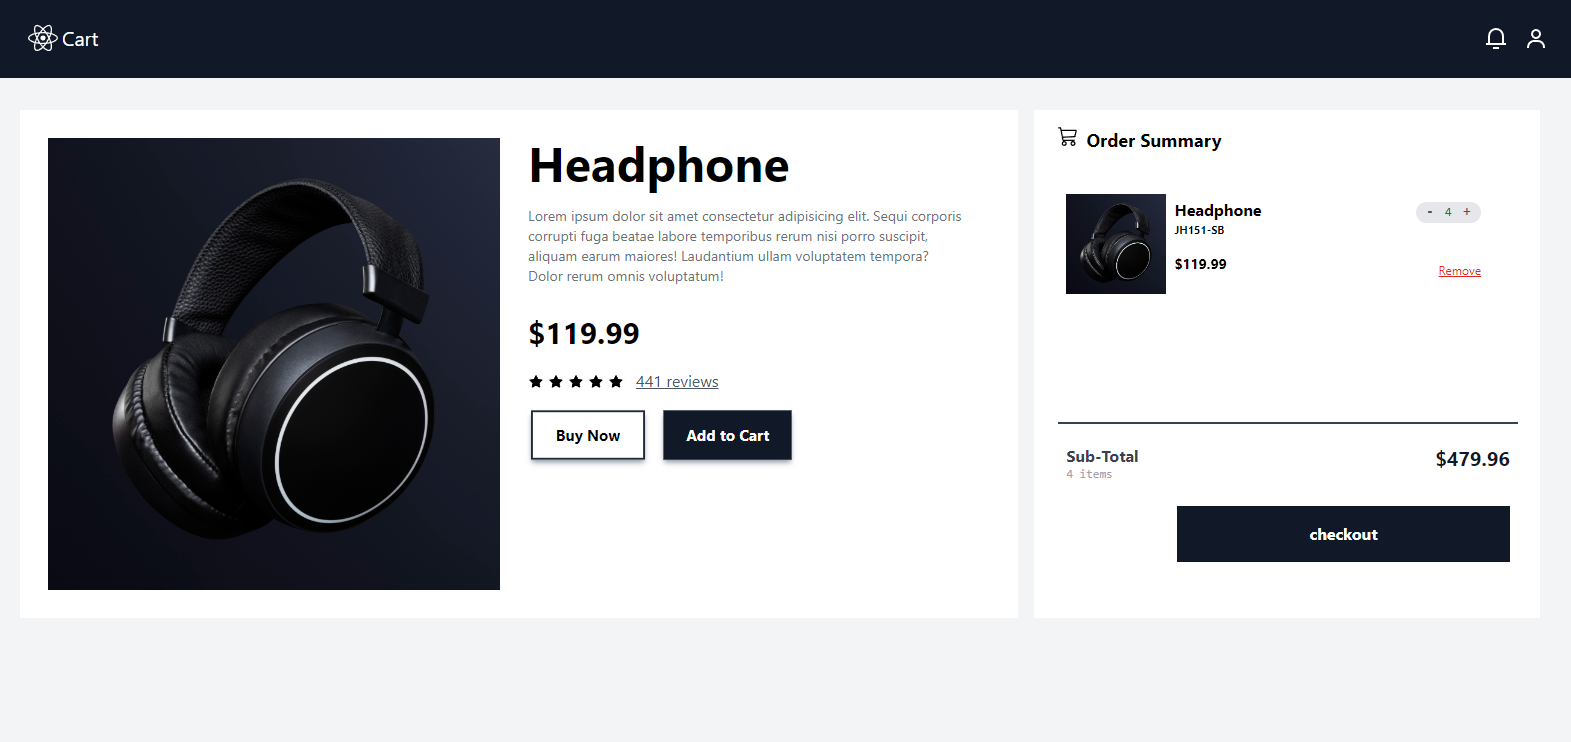 Cart
Headphone
Lorem ipsum dolor sit amet consectetur adipisicing elit. Sequi corporis
corrupti fuga beatae labore temporibus rerum nisi porro suscipit,
aliquam earum maiores! Laudantium ullam voluptatem tempora?
Dolor rerum omnis voluptatum!
$119.99
441 reviews
Buy Now
Add to Cart
Order Summary
Headphone
- 4 +
JH151-SB
$119.99
Remove
Sub-Total
$479.96
4 items
checkout